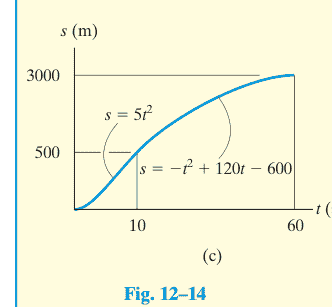 s (m)
3000
s = 5t²
500
s = −t² + 120t − 600
t (
10
60
(c)
Fig. 12–14